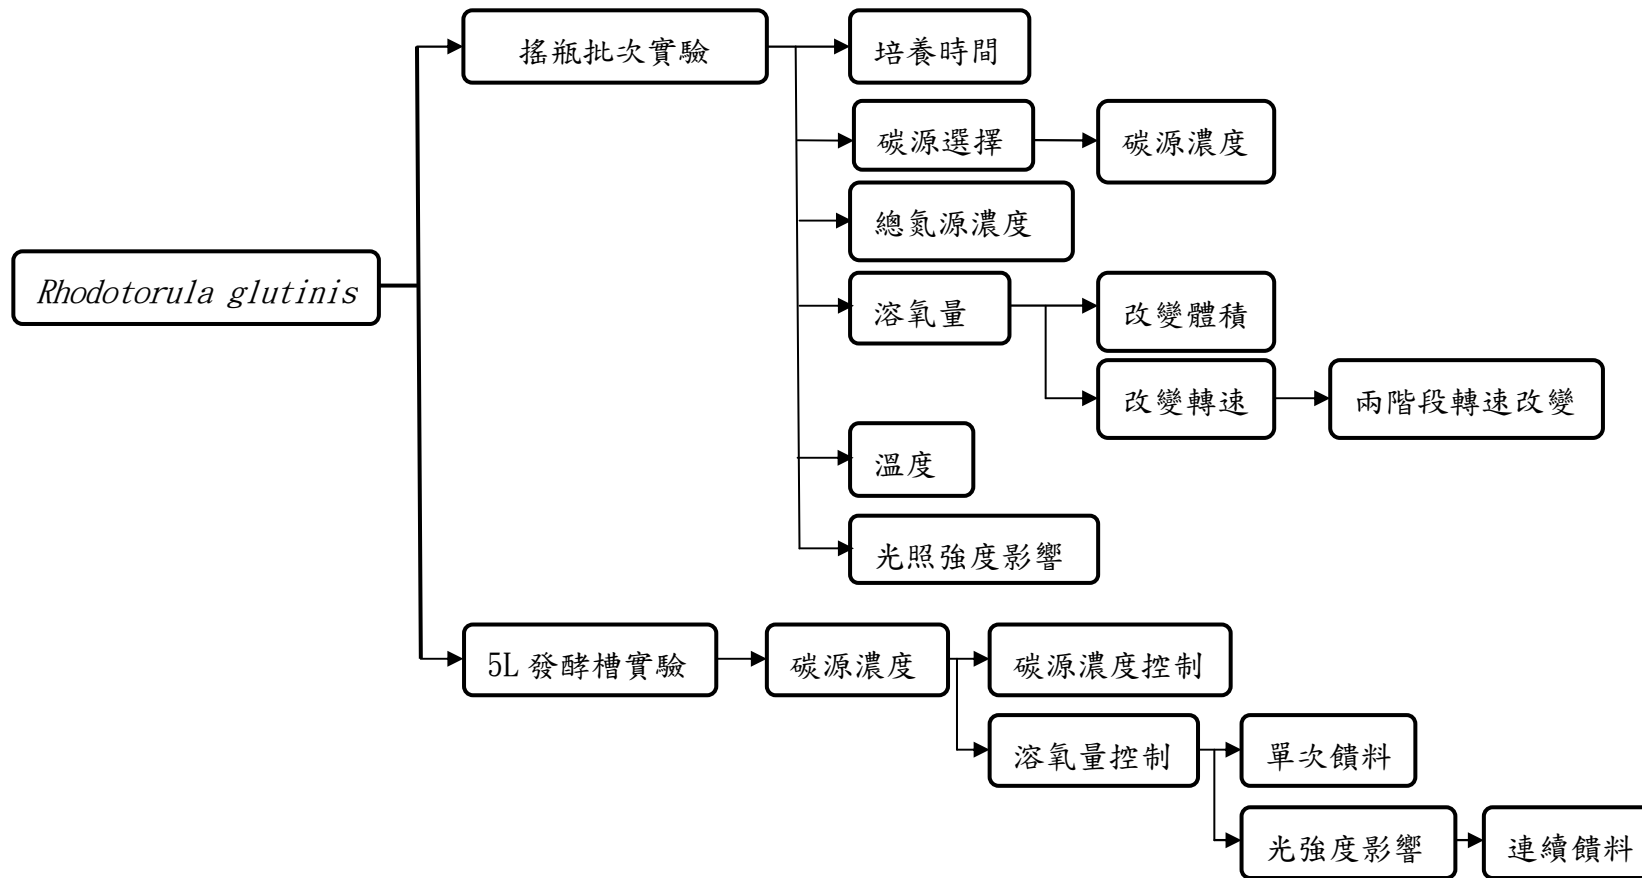 搖瓶批次實驗
培養時間
碳源選擇
碳源濃度
總氮源濃度
Rhodotorula glutinis
溶氧量
改變體積
改變轉速
兩階段轉速改變
溫度
光照強度影響
5L 發酵槽實驗
碳源濃度
碳源濃度控制
溶氧量控制
單次饋料
光強度影響
連續饋料